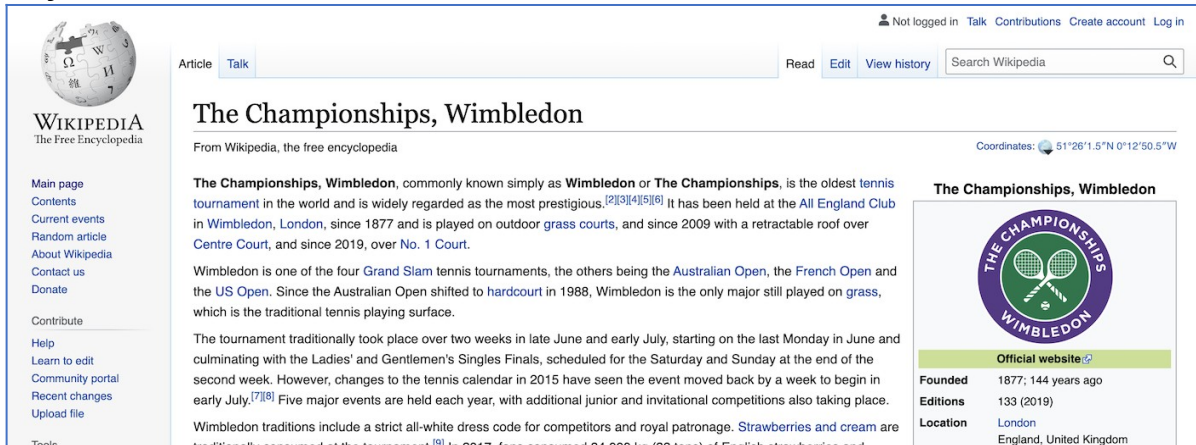 Not logged in Talk Contributions Create account Log in
Article Talk Read Edit View history Search Wikipedia
WIKIPEDIA
The Free Encyclopedia
Main page
Contents
Current events
Random article
About Wikipedia
Contact us
Donate
Contribute
Help
Learn to edit
Community portal
Recent changes
Upload file
Tools
The Championships, Wimbledon
From Wikipedia, the free encyclopedia
Coordinates: 51°26′1.5″N 0°12′50.5″W
The Championships, Wimbledon, commonly known simply as Wimbledon or The Championships, is the oldest tennis
tournament in the world and is widely regarded as the most prestigious.[2][3][4][5][6] It has been held at the All England Club
in Wimbledon, London, since 1877 and is played on outdoor grass courts, and since 2009 with a retractable roof over
Centre Court, and since 2019, over No. 1 Court.
Wimbledon is one of the four Grand Slam tennis tournaments, the others being the Australian Open, the French Open and
the US Open. Since the Australian Open shifted to hardcourt in 1988, Wimbledon is the only major still played on grass,
which is the traditional tennis playing surface.
The tournament traditionally took place over two weeks in late June and early July, starting on the last Monday in June and
culminating with the Ladies' and Gentlemen's Singles Finals, scheduled for the Saturday and Sunday at the end of the
second week. However, changes to the tennis calendar in 2015 have seen the event moved back by a week to begin in
early July.[7][8] Five major events are held each year, with additional junior and invitational competitions also taking place.
Wimbledon traditions include a strict all-white dress code for competitors and royal patronage. Strawberries and cream are
The Championships, Wimbledon
THE CHAMPIONSHIPS
WIMBLEDON
Official website
Founded 1877; 144 years ago
Editions 133 (2019)
Location London
England, United Kingdom